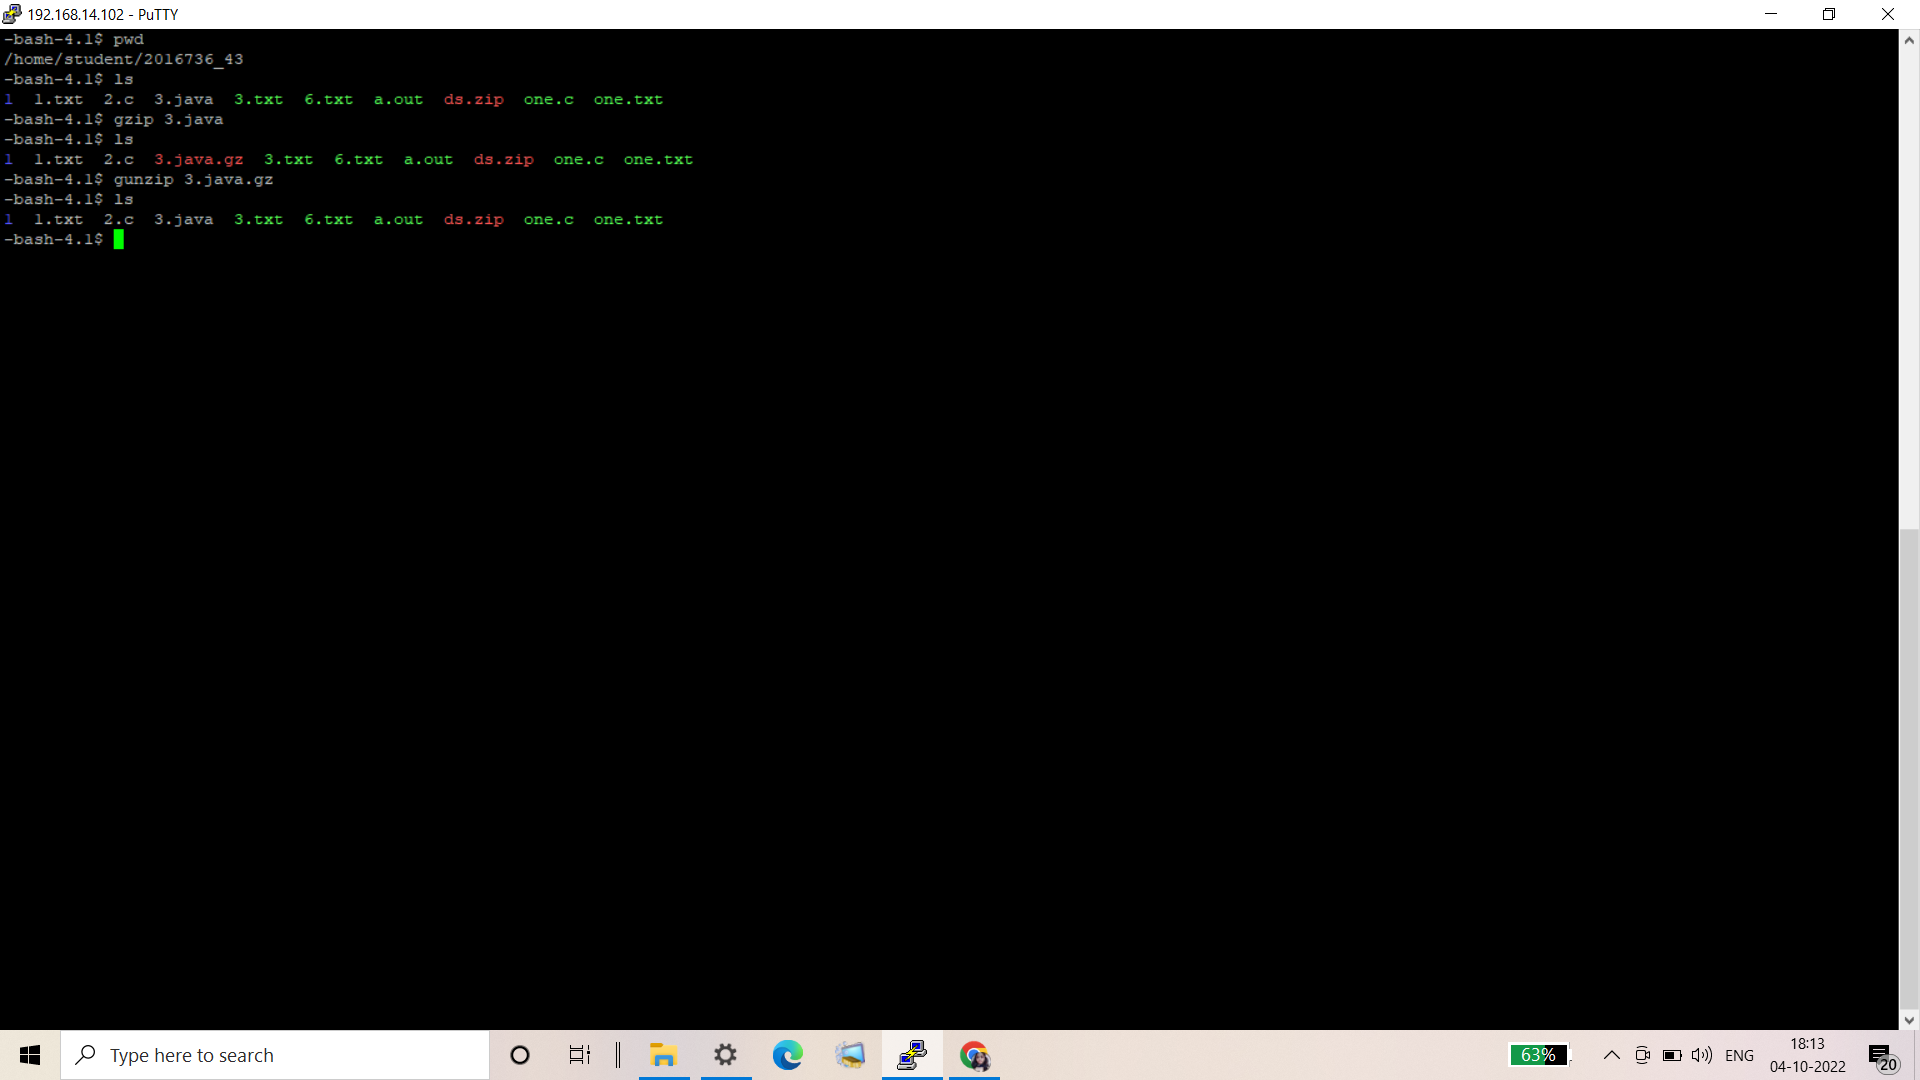 192.168.14.102 - PuTTY
-bash-4.1$ pwd
/home/student/2016736_43
-bash-4.1$ ls
1  1.txt  2.c  3.java  3.txt  6.txt  a.out  ds.zip  one.c  one.txt
-bash-4.1$ gzip 3.java
-bash-4.1$ ls
1  1.txt  2.c  3.java.gz  3.txt  6.txt  a.out  ds.zip  one.c  one.txt
-bash-4.1$ gunzip 3.java.gz
-bash-4.1$ ls
1  1.txt  2.c  3.java  3.txt  6.txt  a.out  ds.zip  one.c  one.txt
-bash-4.1$
Type here to search
63%
ENG
18:13
04-10-2022
20